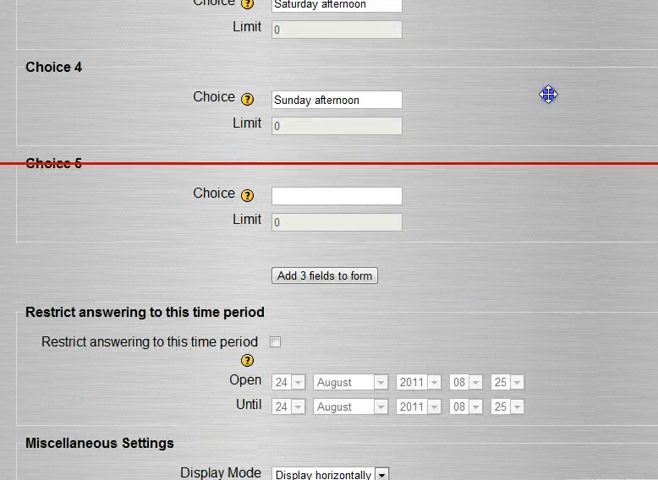 Choice ? Saturday afternoon
Limit 0
Choice 4
Choice ? Sunday afternoon
Limit 0
Choice 5
Choice ?
Limit 0
Add 3 fields to form
Restrict answering to this time period
Restrict answering to this time period
?
Open 24 August 2011 08 25
Until 24 August 2011 08 25
Miscellaneous Settings
Display Mode Display horizontally